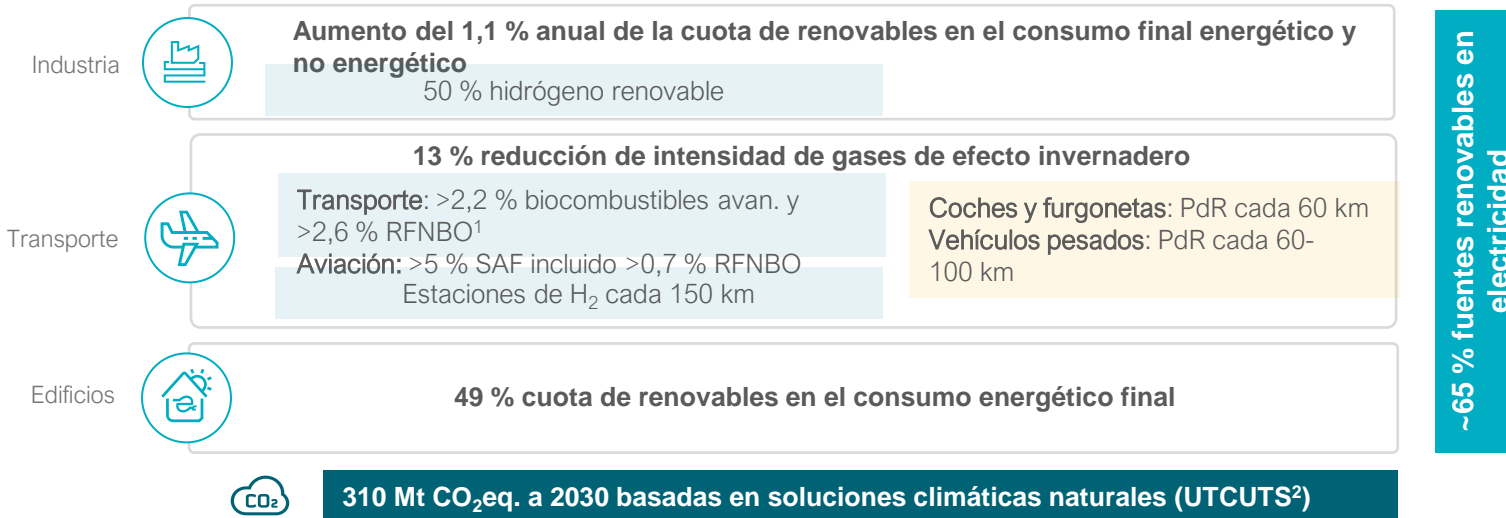 Industria
Aumento del 1,1 % anual de la cuota de renovables en el consumo final energético y
no energético
50 % hidrógeno renovable
Transporte
13 % reducción de intensidad de gases de efecto invernadero
Transporte: >2,2 % biocombustibles avan. y
>2,6 % RFNBO¹
Aviación: >5 % SAF incluido >0,7 % RFNBO
Estaciones de H₂ cada 150 km
Coches y furgonetas: PdR cada 60 km
Vehículos pesados: PdR cada 60-
100 km
Edificios
49 % cuota de renovables en el consumo energético final
CO₂
310 Mt CO₂eq. a 2030 basadas en soluciones climáticas naturales (UTCUTS²)
~65 % fuentes renovables en
electricidad